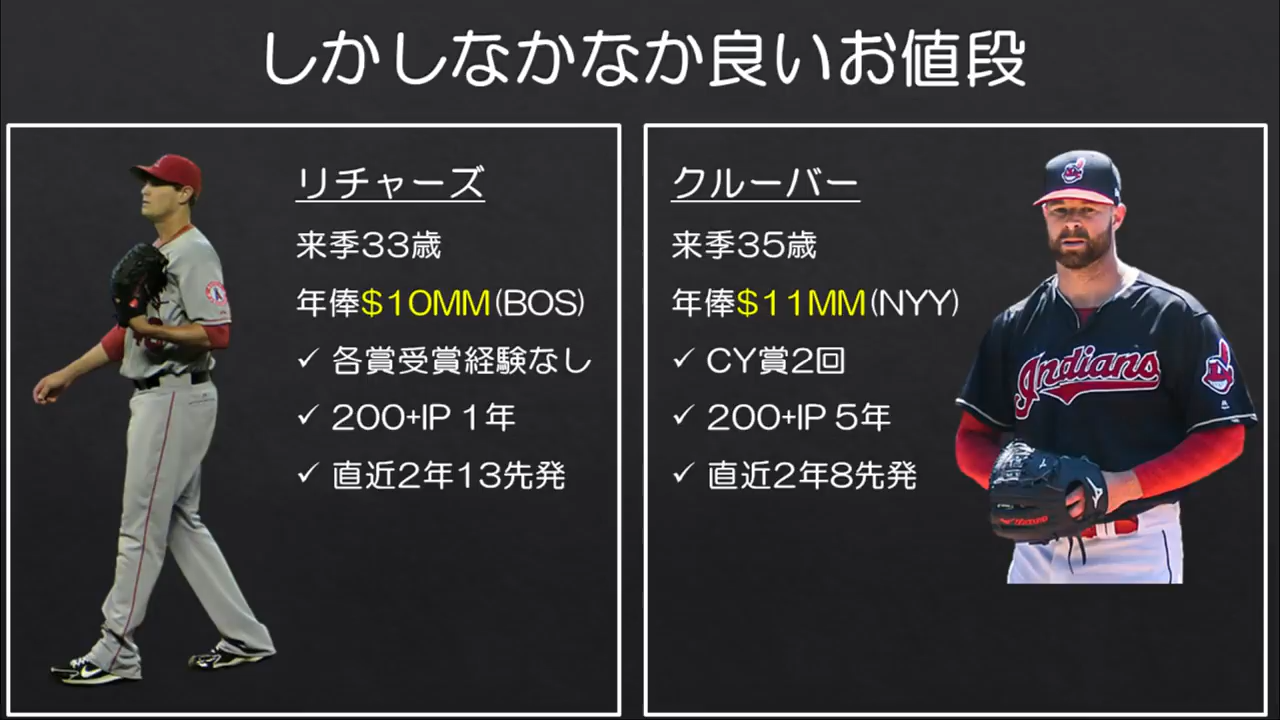 しかしなかなか良いお値段
リチャーズ
来季33歳
年俸$10MM(BOS)
✓ 各賞受賞経験なし
✓ 200+IP 1年
✓ 直近2年13先発
クルーバー
来季35歳
年俸$11MM(NYY)
✓ CY賞2回
✓ 200+IP 5年
✓ 直近2年8先発
Indians